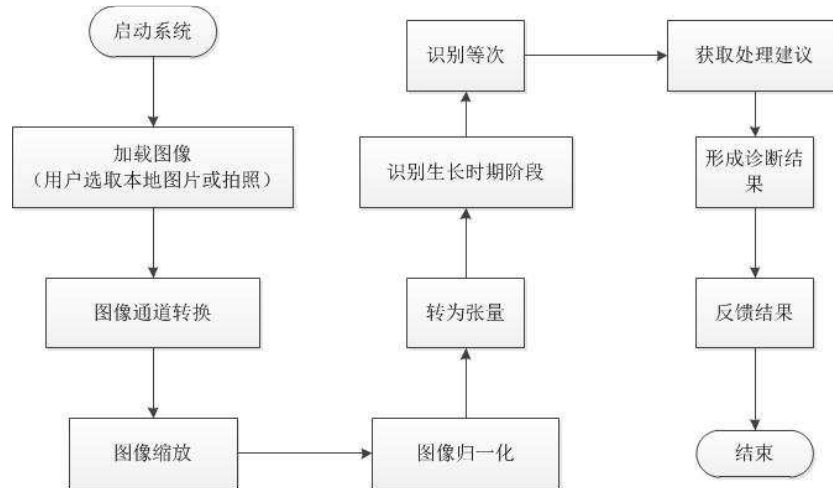 启动系统
加载图像
（用户选取本地图片或拍照）
图像通道转换
图像缩放
图像归一化
转为张量
识别生长时期阶段
识别等次
获取处理建议
形成诊断结
果
反馈结果
结束